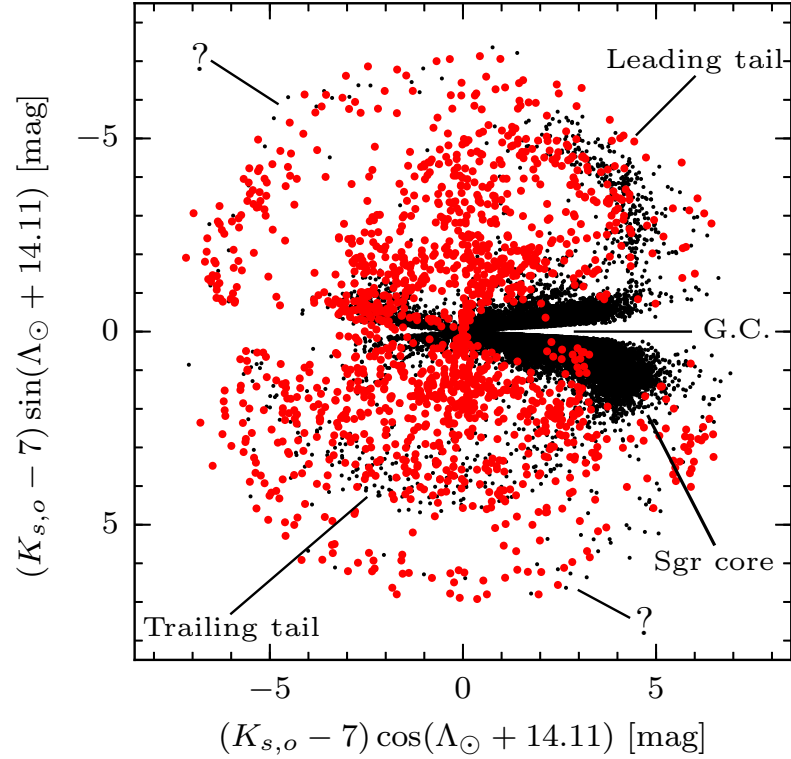 ?
Leading tail
−5
0
5
G.C.
Sgr core
Trailing tail
?
−5
0
5
(K_{s,o} − 7) cos(Λ_⊙ + 14.11) [mag]
(K_{s,o} − 7) sin(Λ_⊙ + 14.11) [mag]